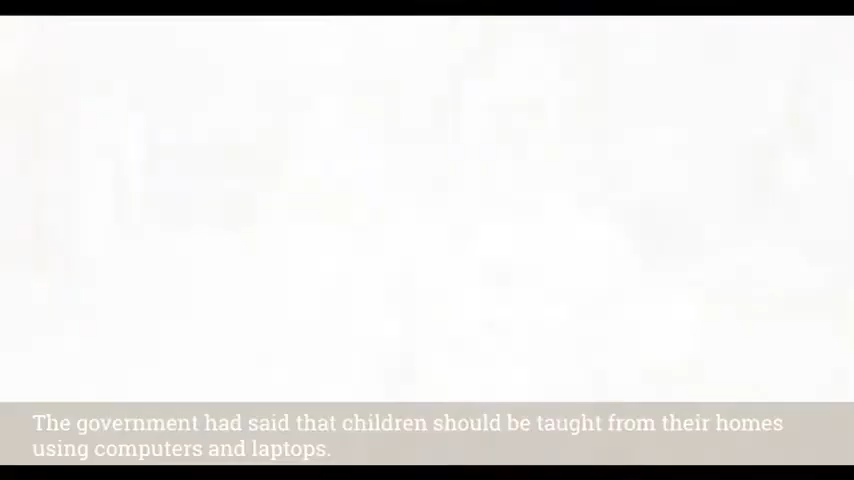 The government had said that children should be taught from their homes
using computers and laptops.